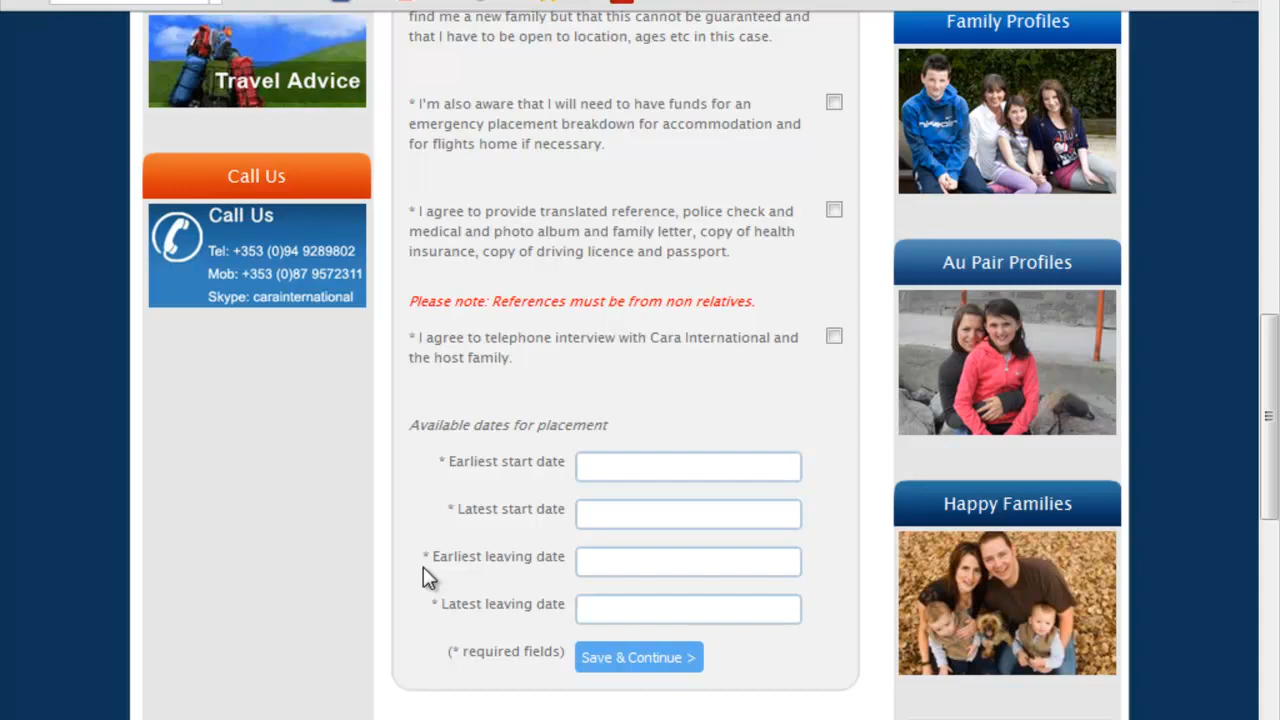 find me a new family but that this cannot be guaranteed and
that I have to be open to location, ages etc in this case.
Travel Advice
* I'm also aware that I will need to have funds for an
emergency placement breakdown for accommodation and
for flights home if necessary.
Call Us
Call Us
Tel: +353 (0)94 9289802
Mob: +353 (0)87 9572311
Skype: carainternational
* I agree to provide translated reference, police check and
medical and photo album and family letter, copy of health
insurance, copy of driving licence and passport.
Please note: References must be from non relatives.
* I agree to telephone interview with Cara International and
the host family.
Available dates for placement
* Earliest start date
* Latest start date
* Earliest leaving date
* Latest leaving date
(* required fields)
Save & Continue >
Family Profiles
Au Pair Profiles
Happy Families